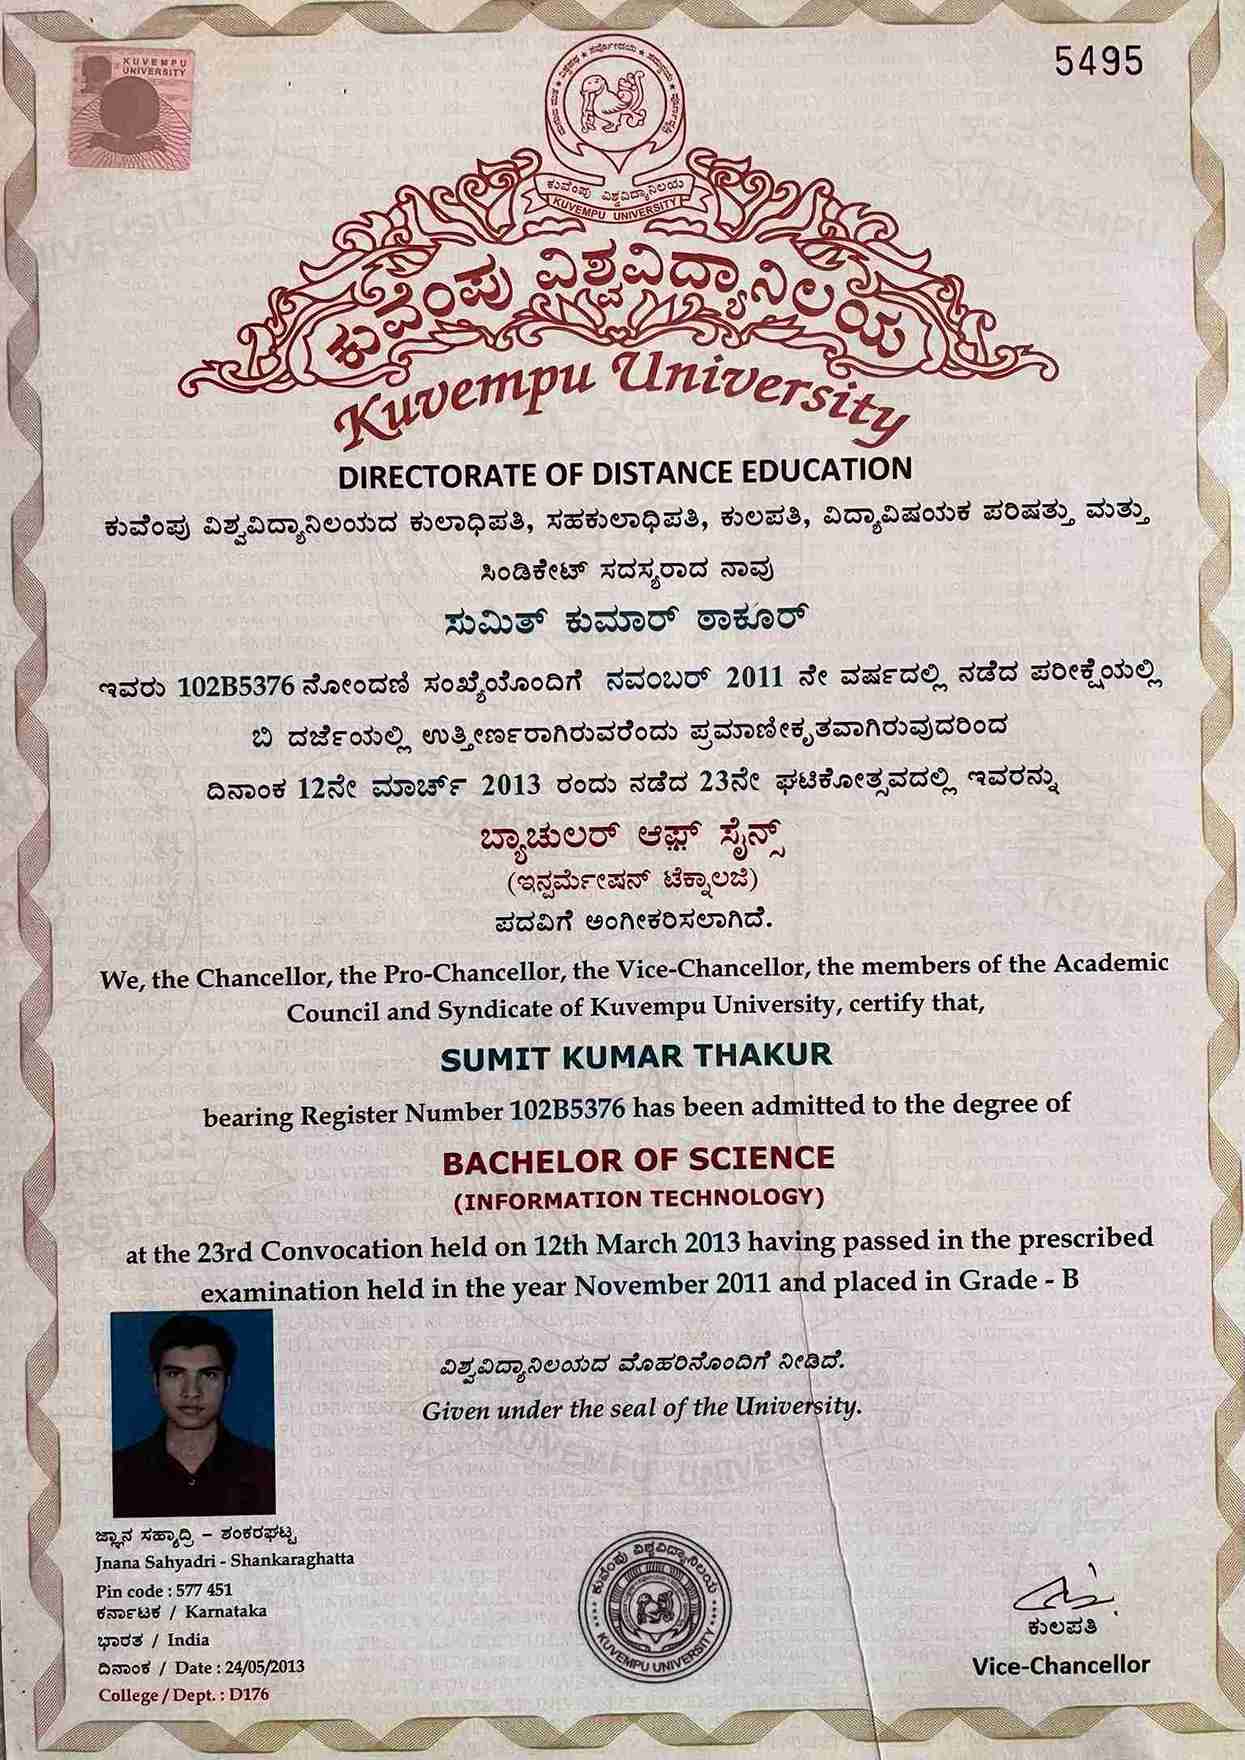 KUVEMPU
UNIVERSITY
5495
ಕುವೆಂಪು ವಿಶ್ವವಿದ್ಯಾನಿಲಯ
KUVEMPU UNIVERSITY
ಕುವೆಂಪು ವಿಶ್ವವಿದ್ಯಾನಿಲಯ
Kuvempu University
DIRECTORATE OF DISTANCE EDUCATION
ಕುವೆಂಪು ವಿಶ್ವವಿದ್ಯಾನಿಲಯದ ಕುಲಾಧಿಪತಿ, ಸಹಕುಲಾಧಿಪತಿ, ಕುಲಪತಿ, ವಿದ್ಯಾವಿಷಯಕ ಪರಿಷತ್ತು ಮತ್ತು
ಸಿಂಡಿಕೇಟ್ ಸದಸ್ಯರಾದ ನಾವು
ಸುಮಿತ್ ಕುಮಾರ್ ಠಾಕೂರ್
ಇವರು 102B5376 ನೋಂದಣಿ ಸಂಖ್ಯೆಯೊಂದಿಗೆ ನವಂಬರ್ 2011 ನೇ ವರ್ಷದಲ್ಲಿ ನಡೆದ ಪರೀಕ್ಷೆಯಲ್ಲಿ
ಬಿ ದರ್ಜೆಯಲ್ಲಿ ಉತ್ತೀರ್ಣರಾಗಿರುವರೆಂದು ಪ್ರಮಾಣೀಕೃತವಾಗಿರುವುದರಿಂದ
ದಿನಾಂಕ 12ನೇ ಮಾರ್ಚ್ 2013 ರಂದು ನಡೆದ 23ನೇ ಘಟಿಕೋತ್ಸವದಲ್ಲಿ ಇವರನ್ನು
ಬ್ಯಾಚುಲರ್ ಆಫ಼್ ಸೈನ್ಸ್
(ಇನ್ಫರ್ಮೇಷನ್ ಟೆಕ್ನಾಲಜಿ)
ಪದವಿಗೆ ಅಂಗೀಕರಿಸಲಾಗಿದೆ.
We, the Chancellor, the Pro-Chancellor, the Vice-Chancellor, the members of the Academic
Council and Syndicate of Kuvempu University, certify that,
SUMIT KUMAR THAKUR
bearing Register Number 102B5376 has been admitted to the degree of
BACHELOR OF SCIENCE
(INFORMATION TECHNOLOGY)
at the 23rd Convocation held on 12th March 2013 having passed in the prescribed
examination held in the year November 2011 and placed in Grade - B
ವಿಶ್ವವಿದ್ಯಾನಿಲಯದ ಮೊಹರಿನೊಂದಿಗೆ ನೀಡಿದೆ.
Given under the seal of the University.
ಜ್ಞಾನ ಸಹ್ಯಾದ್ರಿ – ಶಂಕರಘಟ್ಟ
Jnana Sahyadri - Shankaraghatta
Pin code : 577 451
ಕರ್ನಾಟಕ / Karnataka
ಭಾರತ / India
ದಿನಾಂಕ / Date : 24/05/2013
College / Dept. : D176
ಕುವೆಂಪು ವಿಶ್ವವಿದ್ಯಾನಿಲಯ
KUVEMPU UNIVERSITY
ಕುಲಪತಿ
Vice-Chancellor